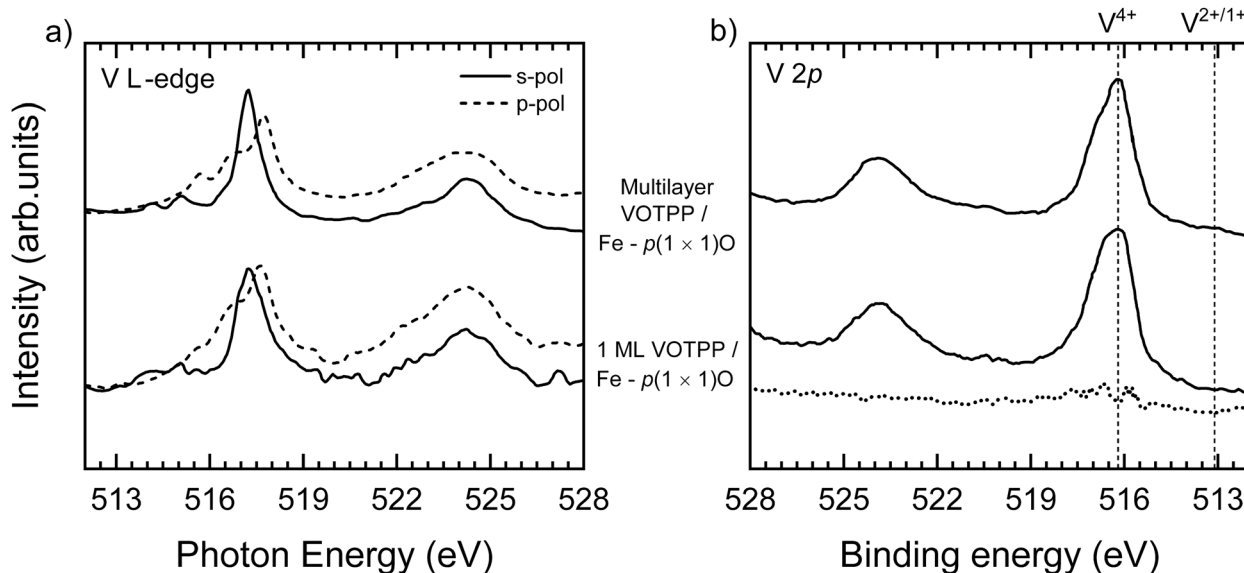 a)
V L-edge
s-pol
p-pol
Intensity (arb.units)
513 516 519 522 525 528
Photon Energy (eV)
Multilayer
VOTPP /
Fe - p(1 × 1)O
1 ML VOTPP /
Fe - p(1 × 1)O
b)
V⁴⁺ V²⁺/¹⁺
V 2p
528 525 522 519 516 513
Binding energy (eV)